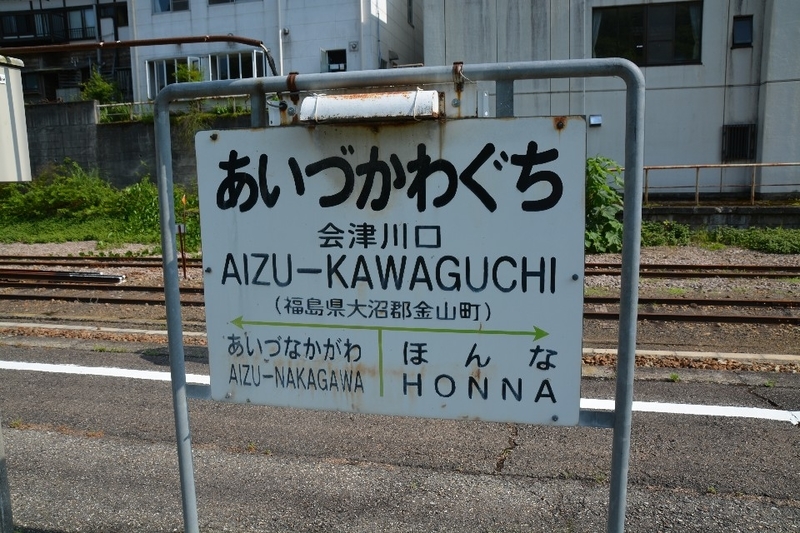 あいづかわぐち
会津川口
AIZU-KAWAGUCHI
(福島県大沼郡金山町)
あいづなかがわ
AIZU-NAKAGAWA
ほんな
HONNA